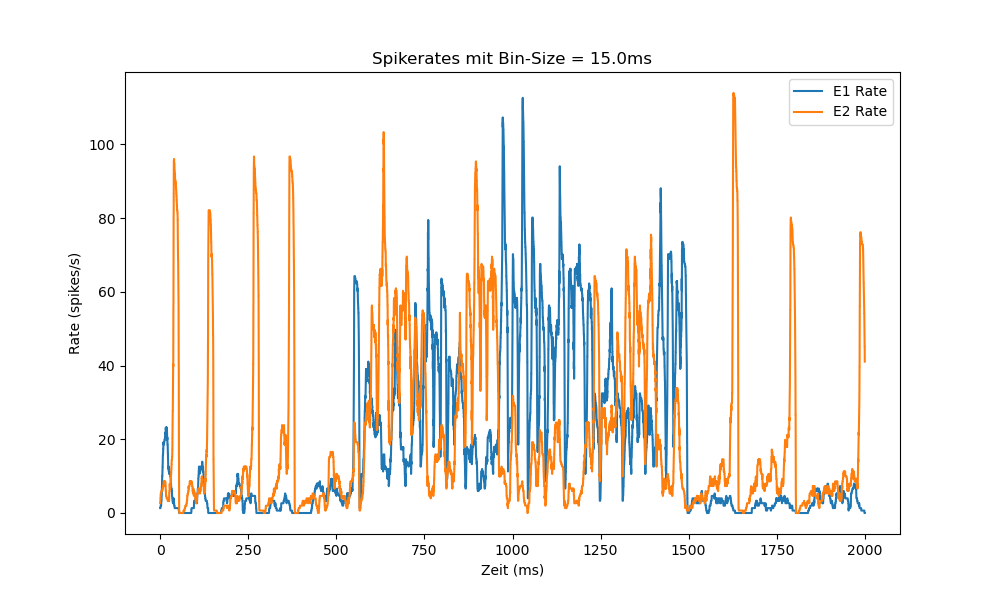 Spikerates mit Bin-Size = 15.0ms
E1 Rate
E2 Rate
Rate (spikes/s)
100
80
60
40
20
0
0 250 500 750 1000 1250 1500 1750 2000
Zeit (ms)